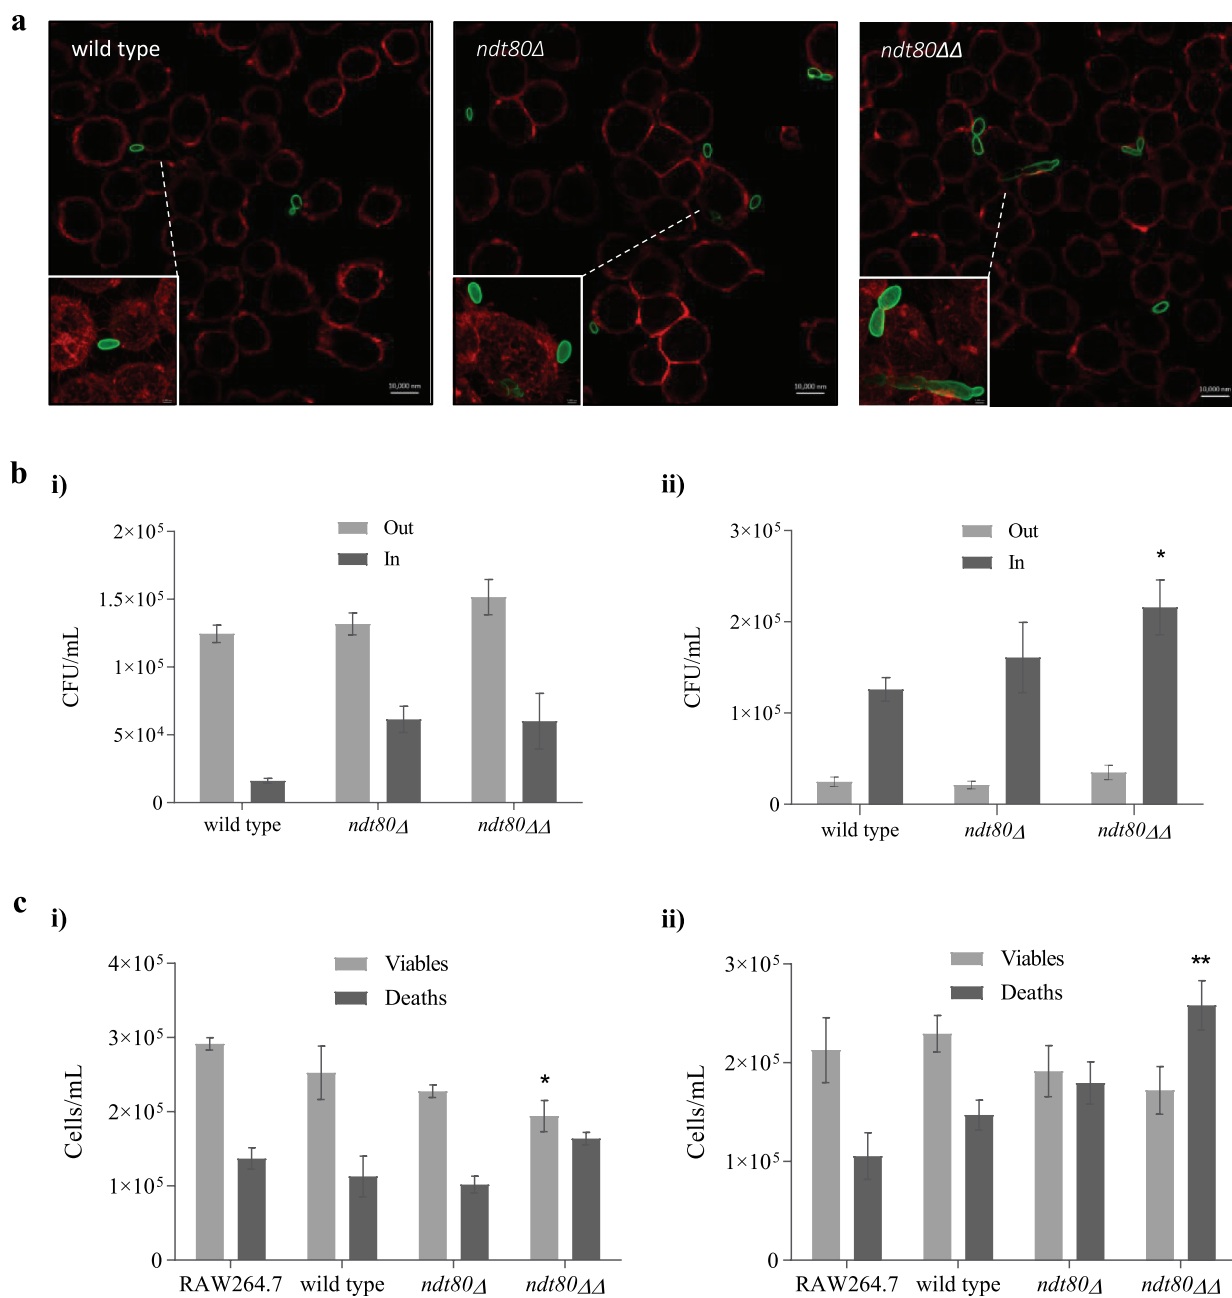 a
wild type
ndt80Δ
ndt80ΔΔ
10,000 nm
10,000 nm
10,000 nm
b
i)
Out
In
CFU/mL
2×10⁵
1.5×10⁵
1×10⁵
5×10⁴
0
wild type ndt80Δ ndt80ΔΔ
ii)
Out
In
*
CFU/mL
3×10⁵
2×10⁵
1×10⁵
0
wild type ndt80Δ ndt80ΔΔ
c
i)
Viables
Deaths
*
Cells/mL
4×10⁵
3×10⁵
2×10⁵
1×10⁵
0
RAW264.7 wild type ndt80Δ ndt80ΔΔ
ii)
Viables
Deaths
**
Cells/mL
3×10⁵
2×10⁵
1×10⁵
0
RAW264.7 wild type ndt80Δ ndt80ΔΔ